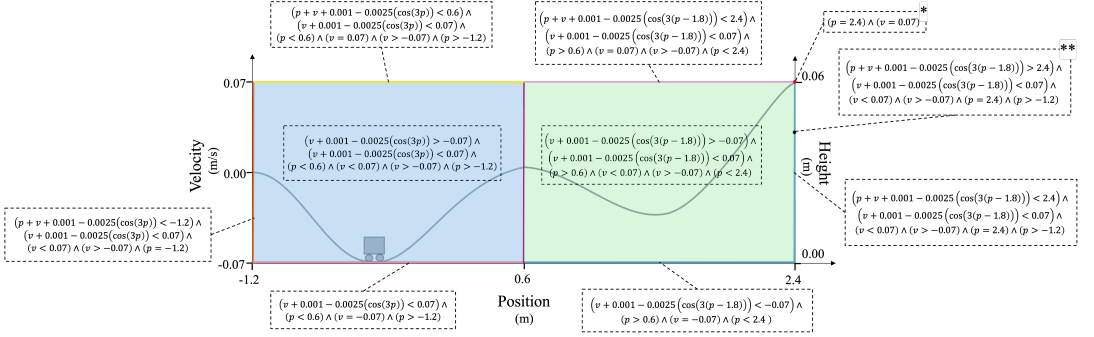 (p + v + 0.001 − 0.0025(cos(3p)) < 0.6) ∧
(v + 0.001 − 0.0025(cos(3p)) < 0.07) ∧
(p < 0.6) ∧ (v = 0.07) ∧ (v > −0.07) ∧ (p > −1.2)
(p + v + 0.001 − 0.0025(cos(3(p − 1.8))) < 2.4) ∧
(v + 0.001 − 0.0025(cos(3(p − 1.8))) < 0.07) ∧
(p > 0.6) ∧ (v = 0.07) ∧ (v > −0.07) ∧ (p < 2.4)
*
(p = 2.4) ∧ (v = 0.07)
**
(p + v + 0.001 − 0.0025(cos(3(p − 1.8))) > 2.4) ∧
(v + 0.001 − 0.0025(cos(3(p − 1.8))) < 0.07) ∧
(v < 0.07) ∧ (v > −0.07) ∧ (p = 2.4) ∧ (p > −1.2)
0.07
0.00
-0.07
Velocity
(m/s)
(v + 0.001 − 0.0025(cos(3p)) > −0.07) ∧
(v + 0.001 − 0.0025(cos(3p)) < 0.07) ∧
(p < 0.6) ∧ (v < 0.07) ∧ (v > −0.07) ∧ (p > −1.2)
(v + 0.001 − 0.0025(cos(3(p − 1.8))) > −0.07) ∧
(v + 0.001 − 0.0025(cos(3(p − 1.8))) < 0.07) ∧
(p > 0.6) ∧ (v < 0.07) ∧ (v > −0.07) ∧ (p < 2.4)
0.06
Height
(m)
0.00
(p + v + 0.001 − 0.0025(cos(3p)) < −1.2) ∧
(v + 0.001 − 0.0025(cos(3p)) < 0.07) ∧
(v < 0.07) ∧ (v > −0.07) ∧ (p = −1.2)
(p + v + 0.001 − 0.0025(cos(3(p − 1.8))) < 2.4) ∧
(v + 0.001 − 0.0025(cos(3(p − 1.8))) < 0.07) ∧
(v < 0.07) ∧ (v > −0.07) ∧ (p = 2.4) ∧ (p > −1.2)
-1.2
0.6
2.4
Position
(m)
(v + 0.001 − 0.0025(cos(3p)) < 0.07) ∧
(p < 0.6) ∧ (v = −0.07) ∧ (p > −1.2)
(v + 0.001 − 0.0025(cos(3(p − 1.8))) < −0.07) ∧
(p > 0.6) ∧ (v = −0.07) ∧ (p < 2.4 )